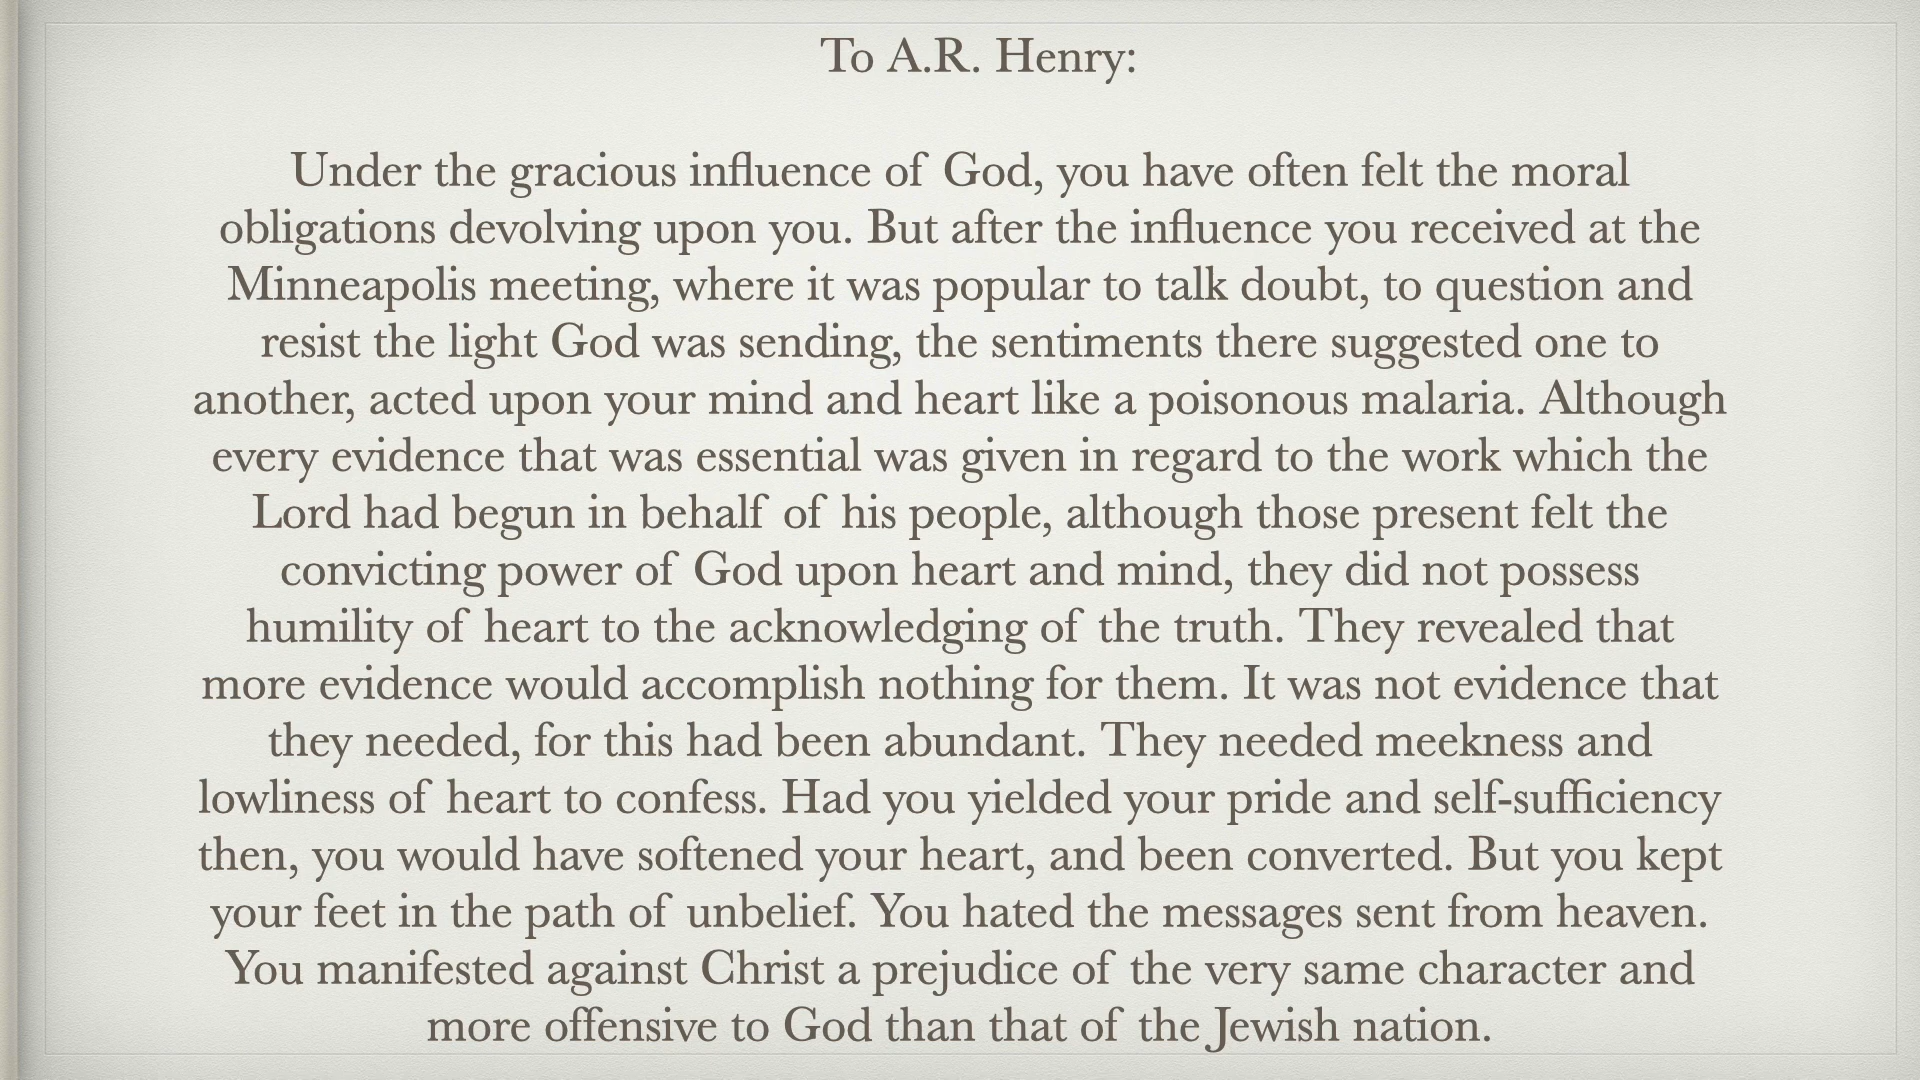 To A.R. Henry:
Under the gracious influence of God, you have often felt the moral
obligations devolving upon you. But after the influence you received at the
Minneapolis meeting, where it was popular to talk doubt, to question and
resist the light God was sending, the sentiments there suggested one to
another, acted upon your mind and heart like a poisonous malaria. Although
every evidence that was essential was given in regard to the work which the
Lord had begun in behalf of his people, although those present felt the
convicting power of God upon heart and mind, they did not possess
humility of heart to the acknowledging of the truth. They revealed that
more evidence would accomplish nothing for them. It was not evidence that
they needed, for this had been abundant. They needed meekness and
lowliness of heart to confess. Had you yielded your pride and self-sufficiency
then, you would have softened your heart, and been converted. But you kept
your feet in the path of unbelief. You hated the messages sent from heaven.
You manifested against Christ a prejudice of the very same character and
more offensive to God than that of the Jewish nation.